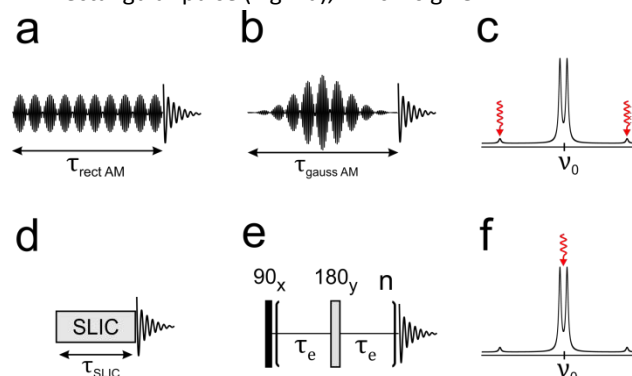 a
b
c
τrect AM
τgauss AM
ν0
d
e
f
SLIC
τSLIC
90x
180y
n
τe
τe
ν0